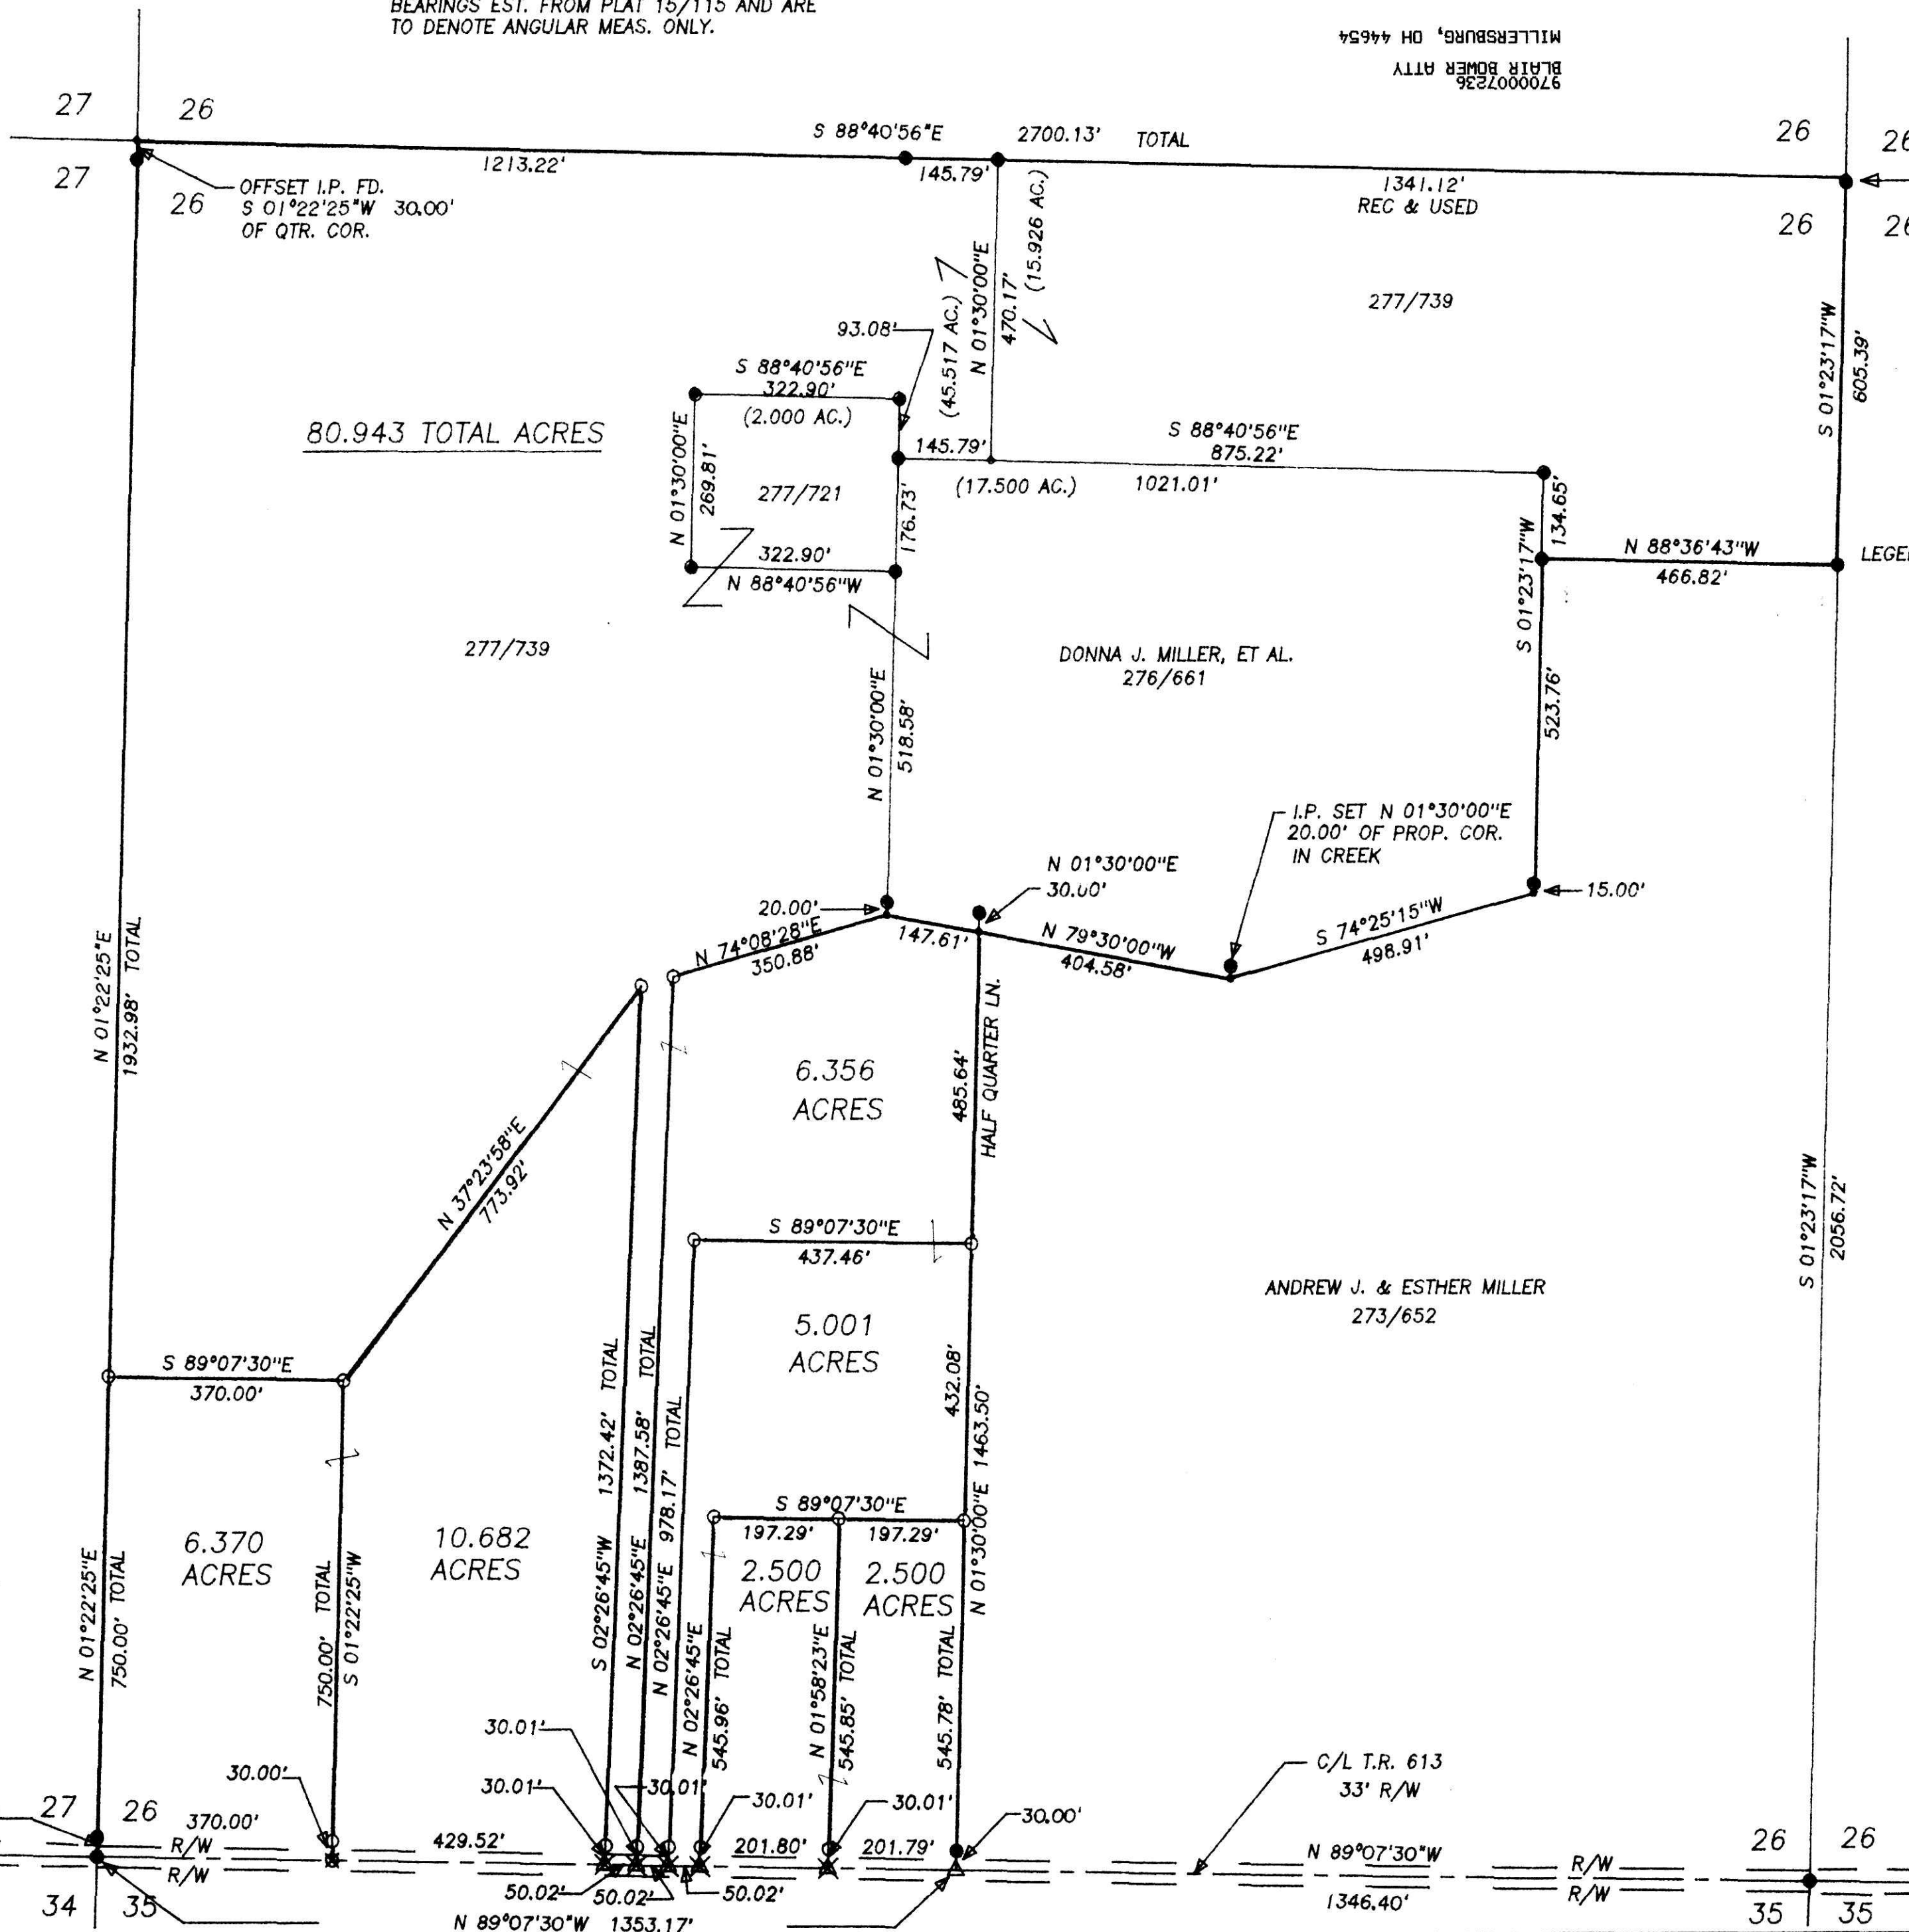 BEARINGS EST. FROM PLAT 15/115 AND ARE
TO DENOTE ANGULAR MEAS. ONLY.
9700007236
BLAIR BOWER ATTY
MILLERSBURG, OH 44654
27
26
S 88°40'56"E
2700.13'
TOTAL
26
26
27
26
1213.22'
145.79'
1341.12'
REC & USED
26
26
OFFSET I.P. FD.
S 01°22'25"W 30.00'
OF QTR. COR.
N 01°30'00"E
470.17'
(15.926 AC.)
(45.517 AC.)
277/739
S 01°23'17"W
605.39'
93.08'
S 88°40'56"E
322.90'
(2.000 AC.)
80.943 TOTAL ACRES
N 01°30'00"E
269.81'
277/721
145.79'
S 88°40'56"E
875.22'
(17.500 AC.)
1021.01'
176.73'
134.65'
322.90'
N 88°40'56"W
S 01°23'17"W
523.76'
N 88°36'43"W
466.82'
277/739
DONNA J. MILLER, ET AL.
276/661
N 01°30'00"E
518.58'
I.P. SET N 01°30'00"E
20.00' OF PROP. COR.
IN CREEK
N 01°30'00"E
30.00'
20.00'
15.00'
N 74°08'28"E
350.88'
147.61'
N 79°30'00"W
404.58'
S 74°25'15"W
498.91'
N 01°22'25"E
1932.98' TOTAL
6.356
ACRES
485.64'
HALF QUARTER LN.
N 37°23'58"E
773.92'
S 89°07'30"E
437.46'
S 01°23'17"W
2056.72'
ANDREW J. & ESTHER MILLER
273/652
5.001
ACRES
432.08'
S 89°07'30"E
370.00'
S 02°26'45"W 1372.42' TOTAL
N 02°26'45"E 1387.58' TOTAL
N 02°26'45"E 978.17' TOTAL
N 01°30'00"E 1463.50'
S 89°07'30"E
197.29'
197.29'
6.370
ACRES
10.682
ACRES
2.500
ACRES
2.500
ACRES
N 01°22'25"E
750.00' TOTAL
750.00' TOTAL
S 01°22'25"W
N 02°26'45"E
545.96' TOTAL
N 01°58'23"E
545.85' TOTAL
545.78' TOTAL
30.01'
30.00'
30.01'
30.01'
30.01'
30.01'
30.00'
C/L T.R. 613
33' R/W
27
26
370.00'
R/W
R/W
429.52'
201.80'
201.79'
N 89°07'30"W
1346.40'
R/W
R/W
26
26
34
35
50.02'
50.02'
50.02'
N 89°07'30"W 1353.17'
35
35